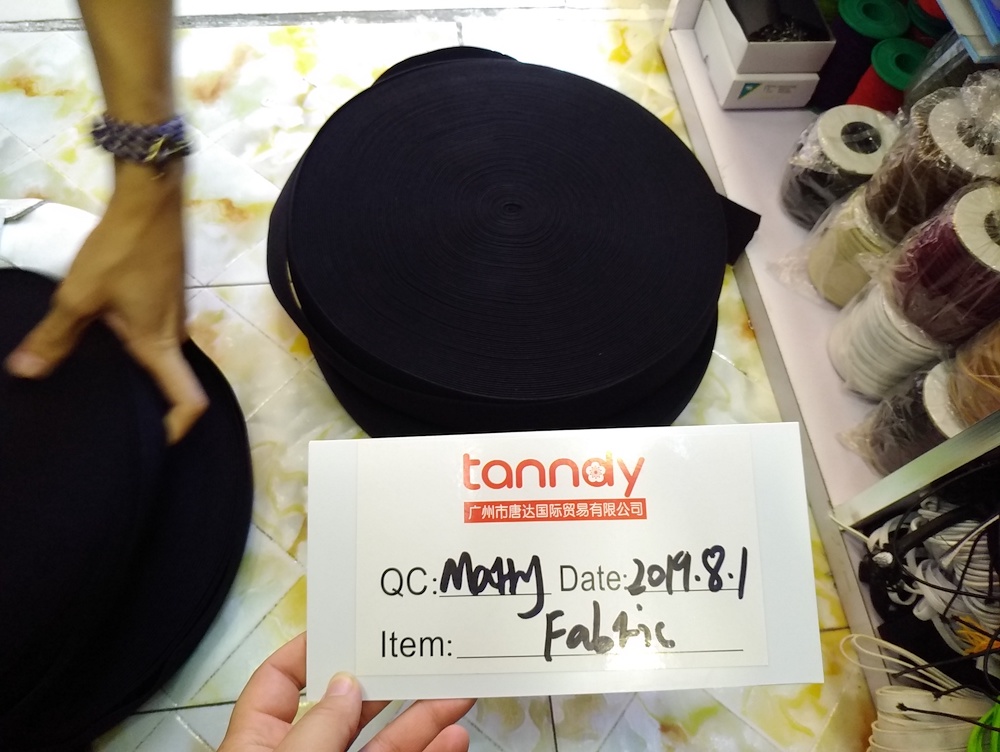 tanndy
广州市唐达国际贸易有限公司
QC: Matty Date: 2019.8.1
Item: Fabric